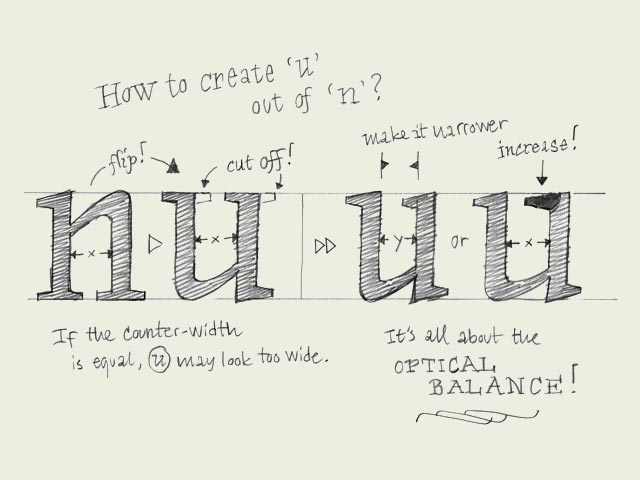 How to create 'u'
out of 'n'?
flip!
cut off!
make it narrower
increase!
n u u or u
x x y x
If the counter-width
is equal, u may look too wide.
It's all about the
OPTICAL
BALANCE!